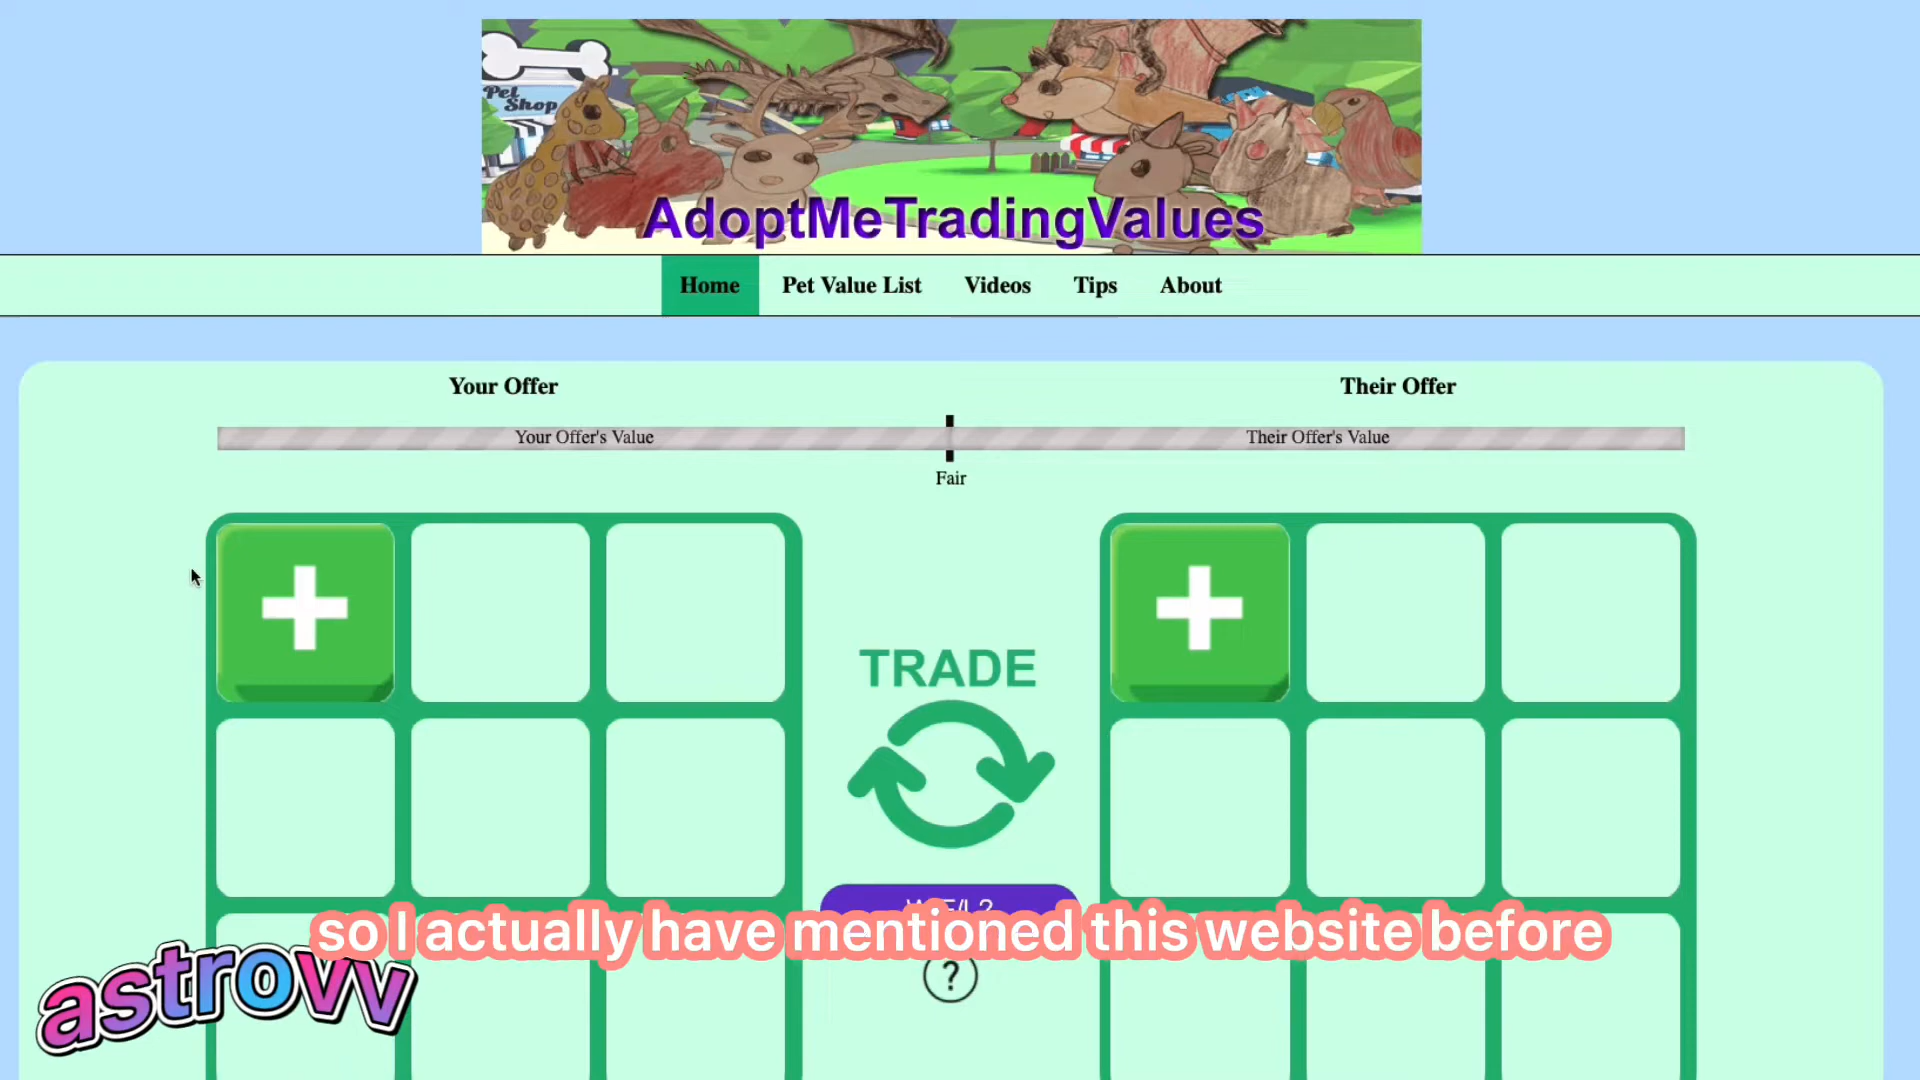 Pet
Shop
AdoptMeTradingValues
Home
Pet Value List
Videos
Tips
About
Your Offer
Their Offer
Your Offer's Value
Their Offer's Value
Fair
TRADE
so I actually have mentioned this website before
?
astrovv